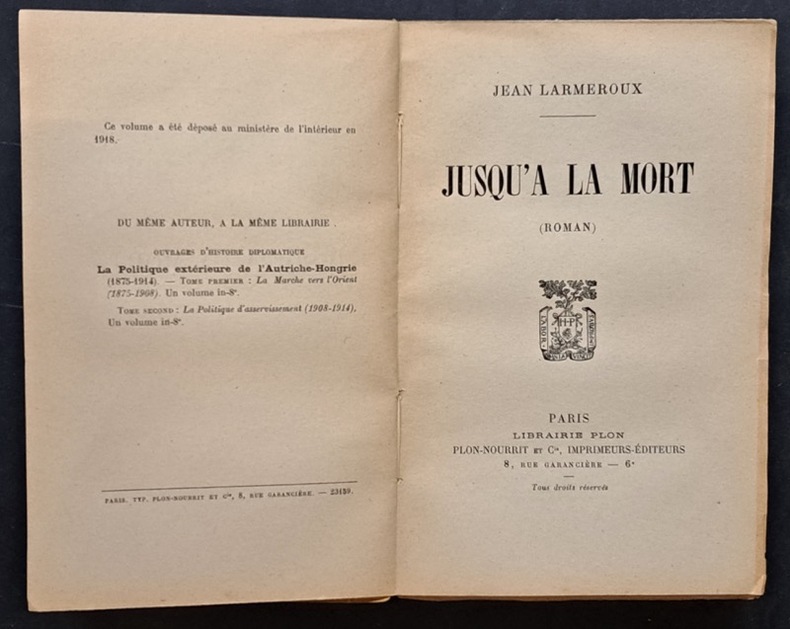 Ce volume a été déposé au ministère de l'intérieur en
1918.
DU MÊME AUTEUR, A LA MÊME LIBRAIRIE.
OUVRAGES D'HISTOIRE DIPLOMATIQUE
La Politique extérieure de l'Autriche-Hongrie
(1875-1914). — TOME PREMIER : La Marche vers l'Orient
(1875-1908). Un volume in-8º.
TOME SECOND : La Politique d'asservissement (1908-1914).
Un volume in-8º.
PARIS. TYP. PLON-NOURRIT ET Cie, 8, RUE GARANCIÈRE. — 23159.
JEAN LARMEROUX
JUSQU'A LA MORT
(ROMAN)
LABOR
H-P
IMPROBUS
PARIS
LIBRAIRIE PLON
PLON-NOURRIT ET Cie, IMPRIMEURS-ÉDITEURS
8, RUE GARANCIÈRE — 6e
Tous droits réservés